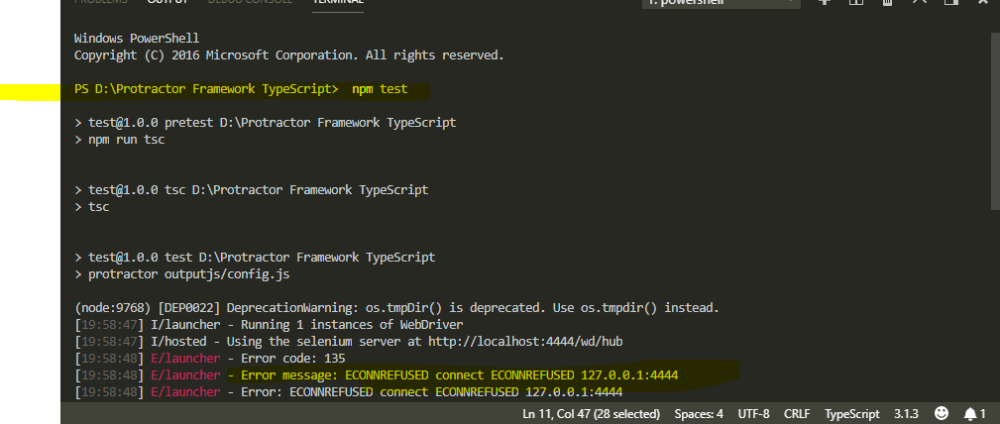 PROBLEMS OUTPUT DEBUG CONSOLE TERMINAL 1: powershell
Windows PowerShell
Copyright (C) 2016 Microsoft Corporation. All rights reserved.
PS D:\Protractor Framework TypeScript> npm test
> test@1.0.0 pretest D:\Protractor Framework TypeScript
> npm run tsc
> test@1.0.0 tsc D:\Protractor Framework TypeScript
> tsc
> test@1.0.0 test D:\Protractor Framework TypeScript
> protractor outputjs/config.js
(node:9768) [DEP0022] DeprecationWarning: os.tmpDir() is deprecated. Use os.tmpdir() instead.
[19:58:47] I/launcher - Running 1 instances of WebDriver
[19:58:47] I/hosted - Using the selenium server at http://localhost:4444/wd/hub
[19:58:48] E/launcher - Error code: 135
[19:58:48] E/launcher - Error message: ECONNREFUSED connect ECONNREFUSED 127.0.0.1:4444
[19:58:48] E/launcher - Error: ECONNREFUSED connect ECONNREFUSED 127.0.0.1:4444
Ln 11, Col 47 (28 selected) Spaces: 4 UTF-8 CRLF TypeScript 3.1.3 1